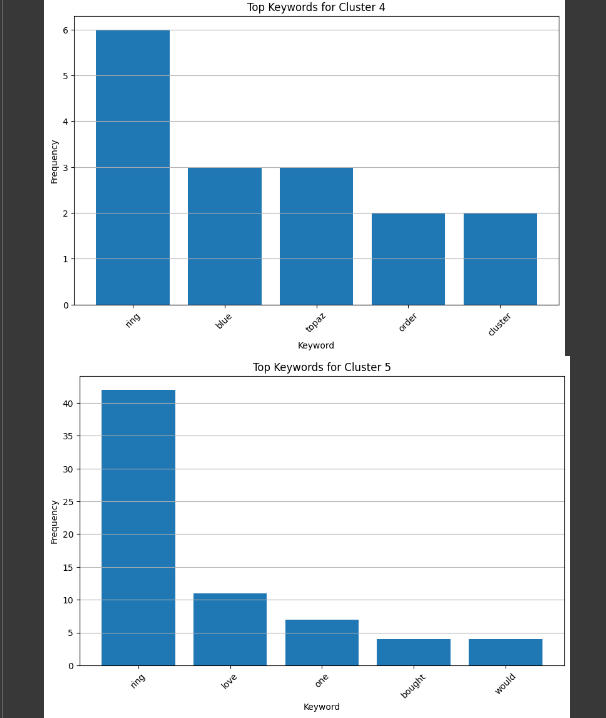 Top Keywords for Cluster 4
6
5
4
3
2
1
0
Frequency
ring
blue
topaz
order
cluster
Keyword
Top Keywords for Cluster 5
40
35
30
25
20
15
10
5
0
Frequency
ring
love
one
bought
would
Keyword